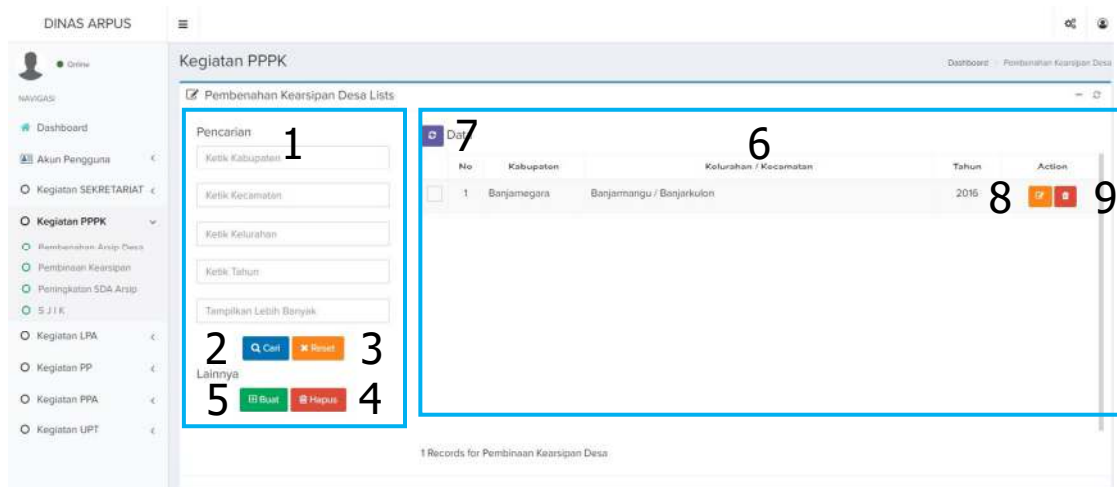 DINAS ARPUS
Online
Kegiatan PPPK
Dashboard
Pembenahan Kearsipan Desa
NAVIGASI
Pembenahan Kearsipan Desa Lists
Dashboard
Akun Pengguna
Kegiatan SEKRETARIAT
Kegiatan PPPK
Pembenahan Arsip Desa
Pembinaan Kearsipan
Peningkatan SDA Arsip
S J I K
Kegiatan LPA
Kegiatan PP
Kegiatan PPA
Kegiatan UPT
Pencarian
1
Ketik Kabupaten
Ketik Kecamatan
Ketik Kelurahan
Ketik Tahun
Tampilkan Lebih Banyak
2 Cari Reset 3
Lainnya
5 Buat Hapus 4
7 Data 6
No Kabupaten Kelurahan / Kecamatan Tahun Action
1 Banjarnegara Banjarmangu / Banjarkulon 2016 8 9
1 Records for Pembinaan Kearsipan Desa